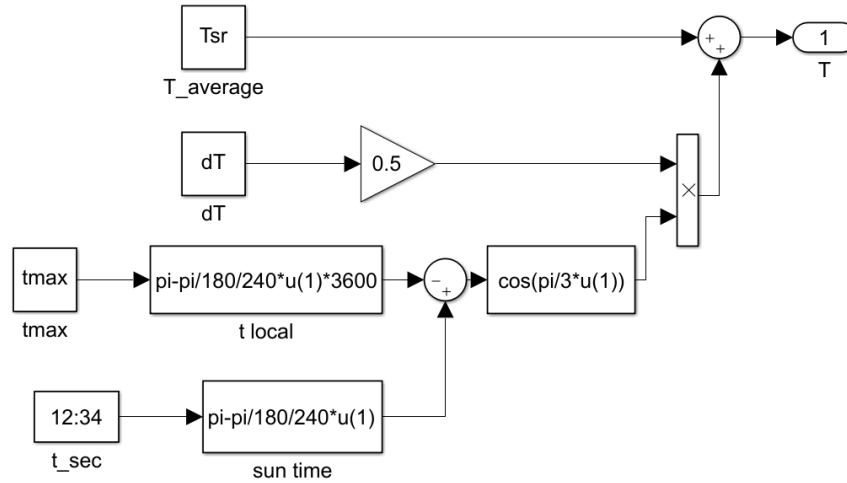 Tsr
T_average
+
+
1
T
dT
dT
0.5
×
tmax
tmax
pi-pi/180/240*u(1)*3600
t local
−
+
cos(pi/3*u(1))
12:34
t_sec
pi-pi/180/240*u(1)
sun time